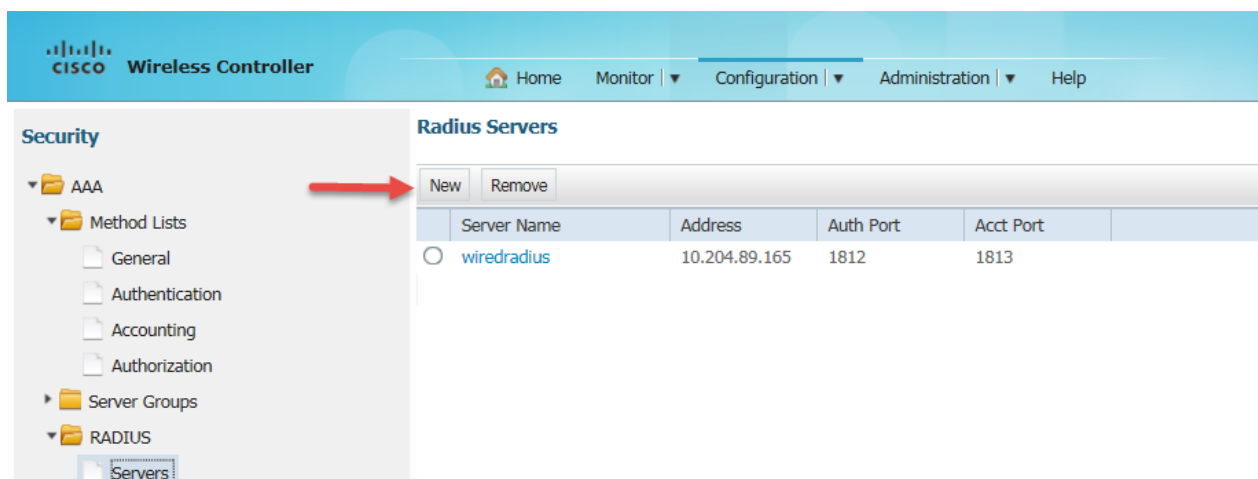 CISCO Wireless Controller
Home Monitor Configuration Administration Help
Security
AAA
Method Lists
General
Authentication
Accounting
Authorization
Server Groups
RADIUS
Servers
Radius Servers
New Remove
Server Name Address Auth Port Acct Port
wiredradius 10.204.89.165 1812 1813